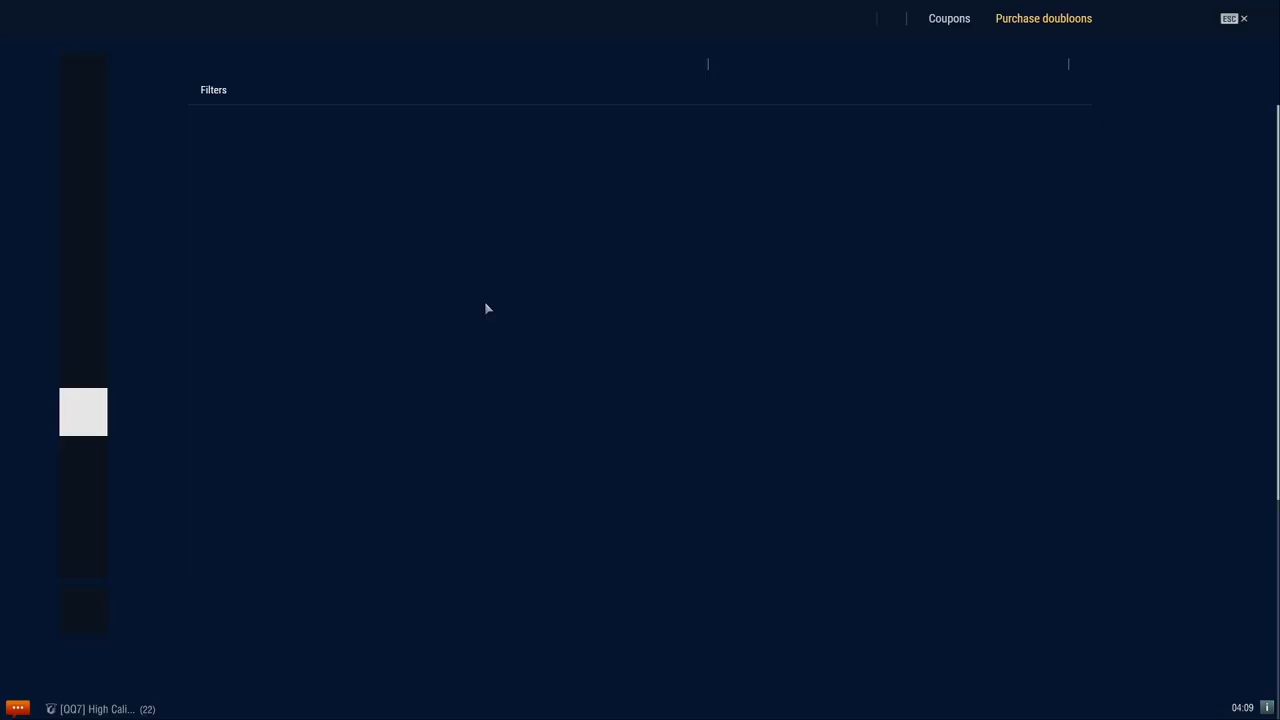 Coupons
Purchase doubloons
ESC
Filters
[QQ7] High Cali... (22)
04:09